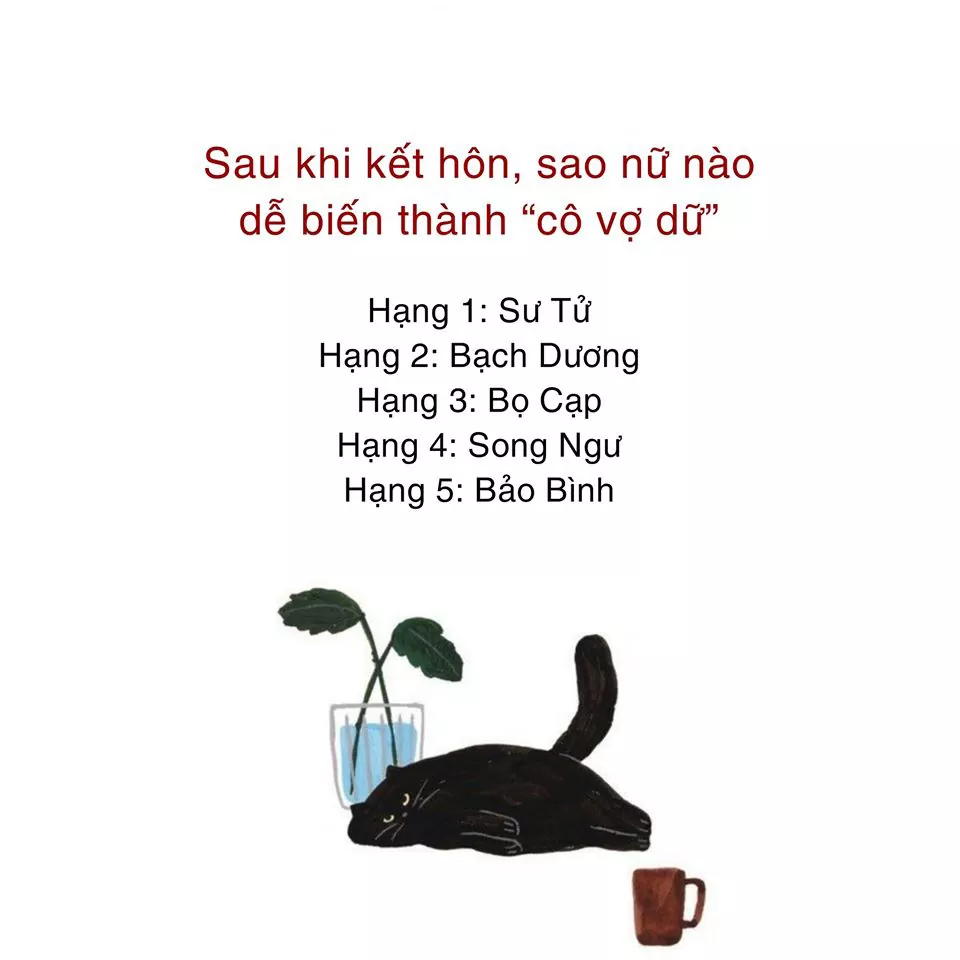 Sau khi kết hôn, sao nữ nào
dễ biến thành “cô vợ dữ”
Hạng 1: Sư Tử
Hạng 2: Bạch Dương
Hạng 3: Bọ Cạp
Hạng 4: Song Ngư
Hạng 5: Bảo Bình